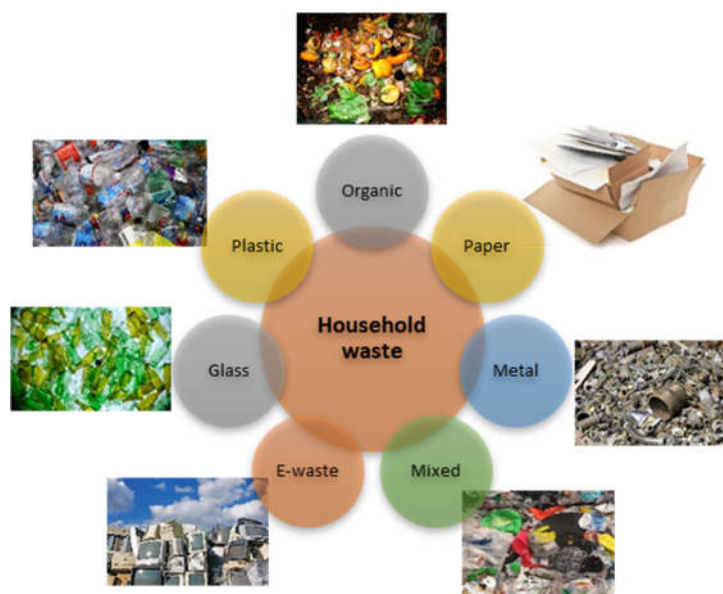 Organic
Plastic
Paper
Household
waste
Glass
Metal
E-waste
Mixed